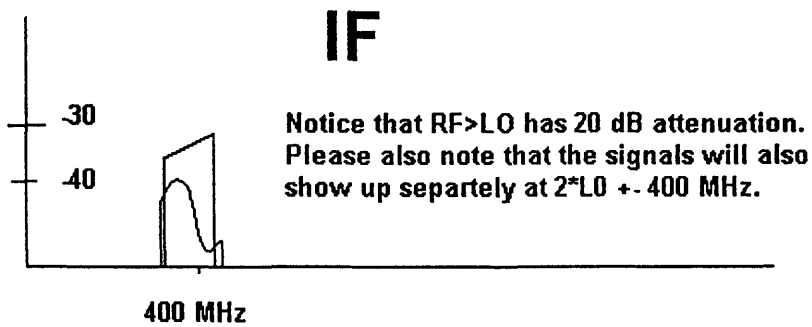 IF
-30
-40
Notice that RF>LO has 20 dB attenuation.
Please also note that the signals will also
show up separtely at 2*L0 +- 400 MHz.
400 MHz